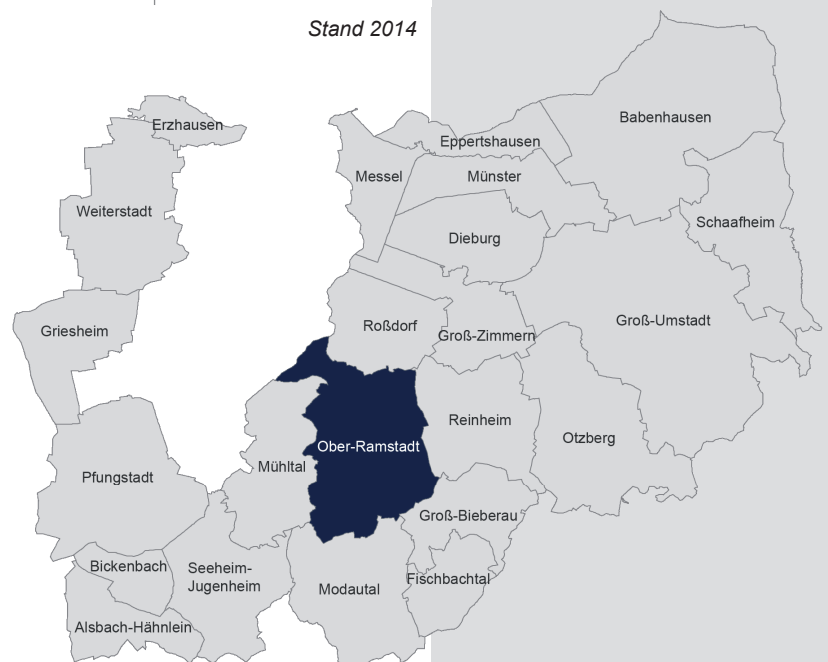 Stand 2014
Erzhausen
Babenhausen
Eppertshausen
Messel
Münster
Weiterstadt
Schaafheim
Dieburg
Griesheim
Roßdorf
Groß-Zimmern
Groß-Umstadt
Reinheim
Otzberg
Ober-Ramstadt
Mühltal
Pfungstadt
Groß-Bieberau
Bickenbach
Seeheim-
Jugenheim
Fischbachtal
Modautal
Alsbach-Hähnlein